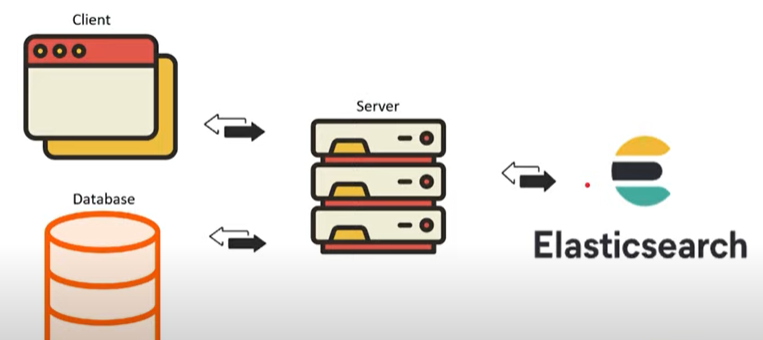 Client
Server
Database
Elasticsearch